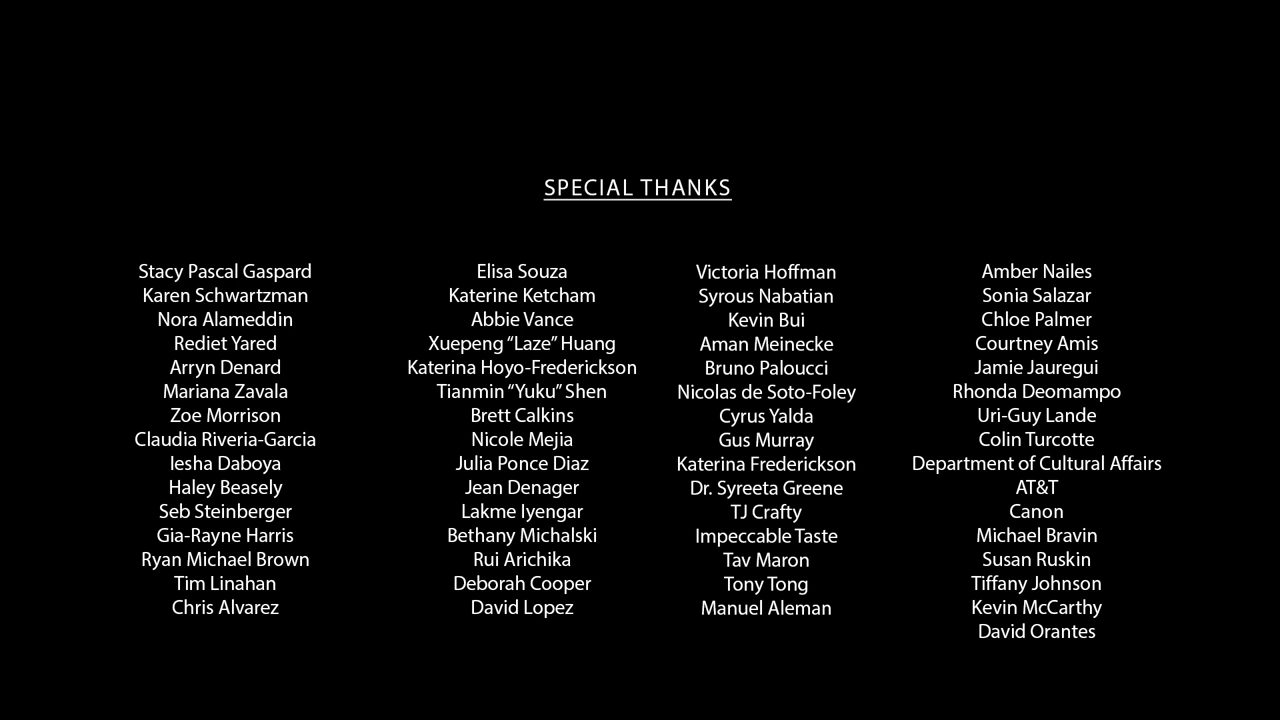 SPECIAL THANKS
Stacy Pascal Gaspard
Karen Schwartzman
Nora Alameddin
Rediet Yared
Arryn Denard
Mariana Zavala
Zoe Morrison
Claudia Riveria-Garcia
Iesha Daboya
Haley Beasely
Seb Steinberger
Gia-Rayne Harris
Ryan Michael Brown
Tim Linahan
Chris Alvarez
Elisa Souza
Katerine Ketcham
Abbie Vance
Xuepeng “Laze” Huang
Katerina Hoyo-Frederickson
Tianmin “Yuku” Shen
Brett Calkins
Nicole Mejia
Julia Ponce Diaz
Jean Denager
Lakme Iyengar
Bethany Michalski
Rui Arichika
Deborah Cooper
David Lopez
Victoria Hoffman
Syrous Nabatian
Kevin Bui
Aman Meinecke
Bruno Paloucci
Nicolas de Soto-Foley
Cyrus Yalda
Gus Murray
Katerina Frederickson
Dr. Syreeta Greene
TJ Crafty
Impeccable Taste
Tav Maron
Tony Tong
Manuel Aleman
Amber Nailes
Sonia Salazar
Chloe Palmer
Courtney Amis
Jamie Jauregui
Rhonda Deomampo
Uri-Guy Lande
Colin Turcotte
Department of Cultural Affairs
AT&T
Canon
Michael Bravin
Susan Ruskin
Tiffany Johnson
Kevin McCarthy
David Orantes